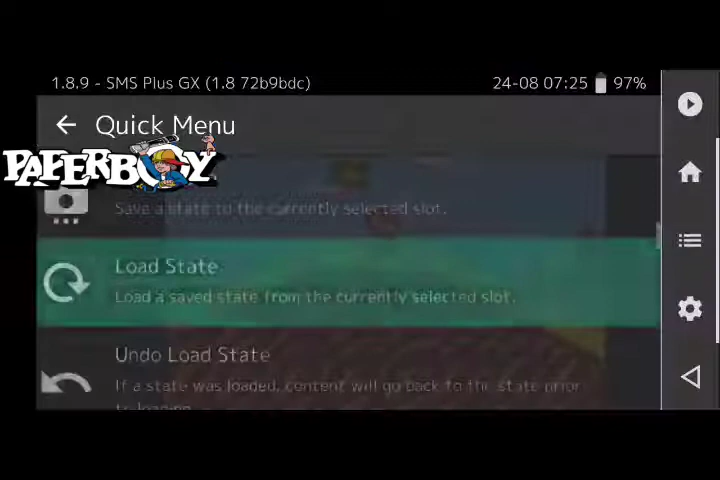 1.8.9 - SMS Plus GX (1.8 72b9bdc)
24-08 07:25 97%
Quick Menu
PAPERBOY
Save a state to the currently selected slot.
Load State
Load a saved state from the currently selected slot.
Undo Load State
If a state was loaded, content will go back to the state prior
to loading.